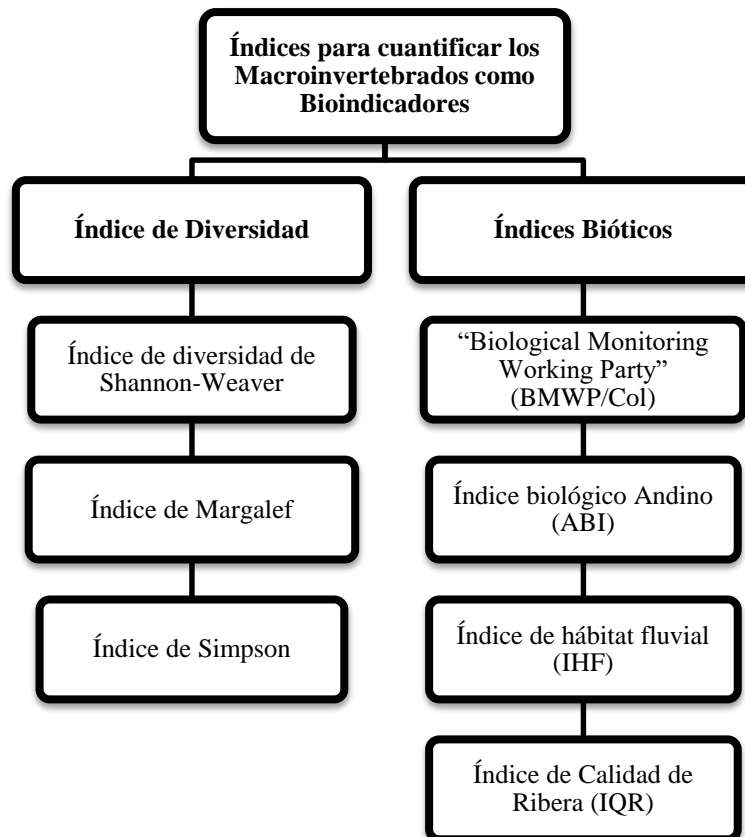 Índices para cuantificar los
Macroinvertebrados como
Bioindicadores
Índice de Diversidad
Índices Bióticos
Índice de diversidad de
Shannon-Weaver
“Biological Monitoring
Working Party”
(BMWP/Col)
Índice de Margalef
Índice biológico Andino
(ABI)
Índice de Simpson
Índice de hábitat fluvial
(IHF)
Índice de Calidad de
Ribera (IQR)